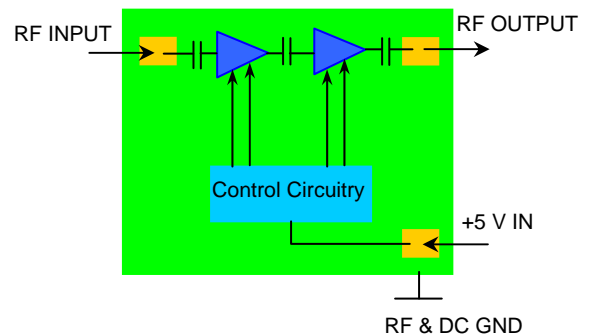 RF INPUT
RF OUTPUT
Control Circuitry
+5 V IN
RF & DC GND